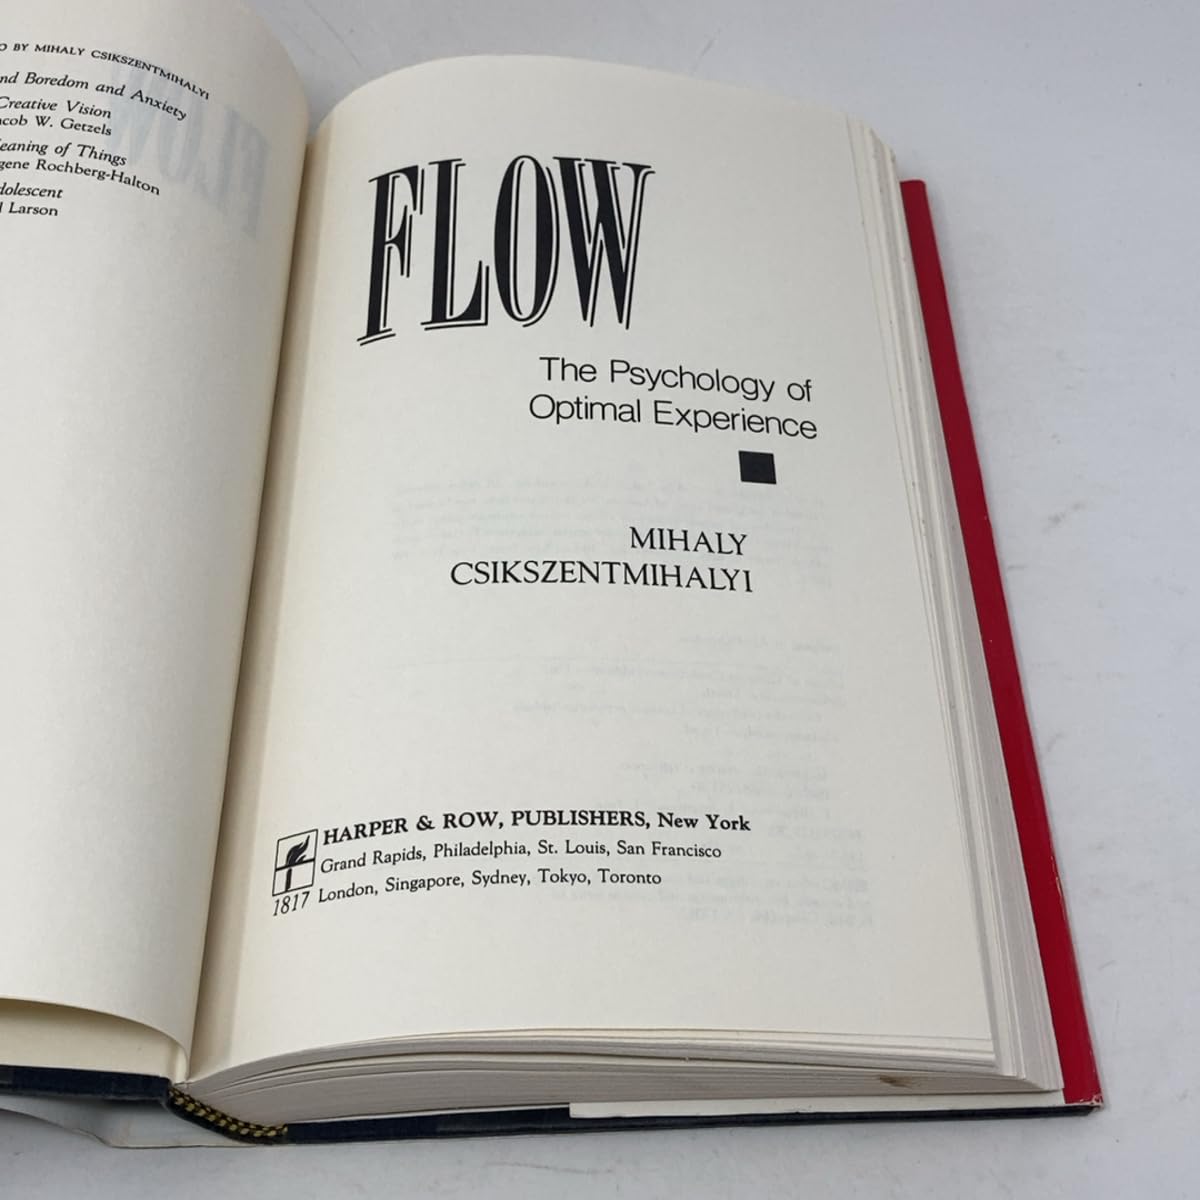 BY MIHALY CSIKSZENTMIHALYI
Boredom and Anxiety
Creative Vision
W. Getzels
of Things
Rochberg-Halton
Larson
FLOW
The Psychology of
Optimal Experience
MIHALY
CSIKSZENTMIHALYI
HARPER & ROW, PUBLISHERS, New York
Grand Rapids, Philadelphia, St. Louis, San Francisco
1817 London, Singapore, Sydney, Tokyo, Toronto